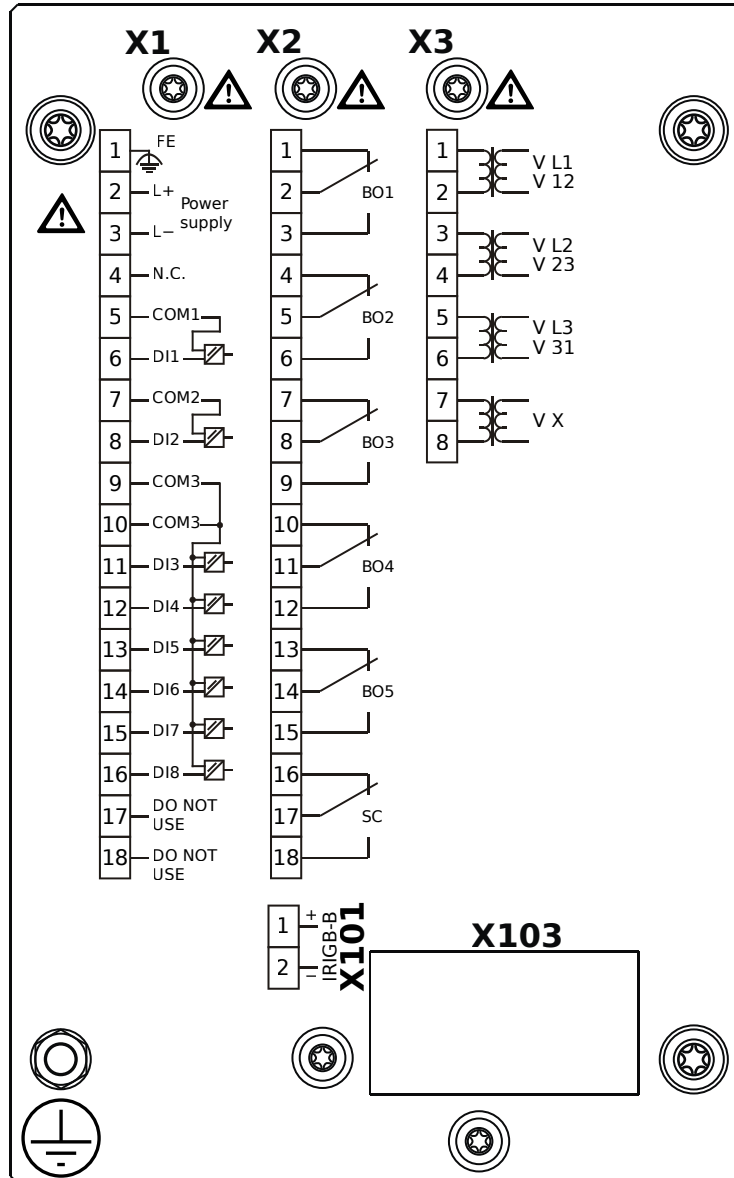 X1 X2 X3
1 FE
2 L+
Power
supply
3 L−
4 N.C.
5 COM1
6 DI1
7 COM2
8 DI2
9 COM3
10 COM3
11 DI3
12 DI4
13 DI5
14 DI6
15 DI7
16 DI8
17 DO NOT
USE
18 DO NOT
USE
1
2 BO1
3
4
5 BO2
6
7
8 BO3
9
10
11 BO4
12
13
14 BO5
15
16
17 SC
18
1 V L1
2 V 12
3 V L2
4 V 23
5 V L3
6 V 31
7
V X
8
1 +
2 −
IRIGB-B
X101
X103